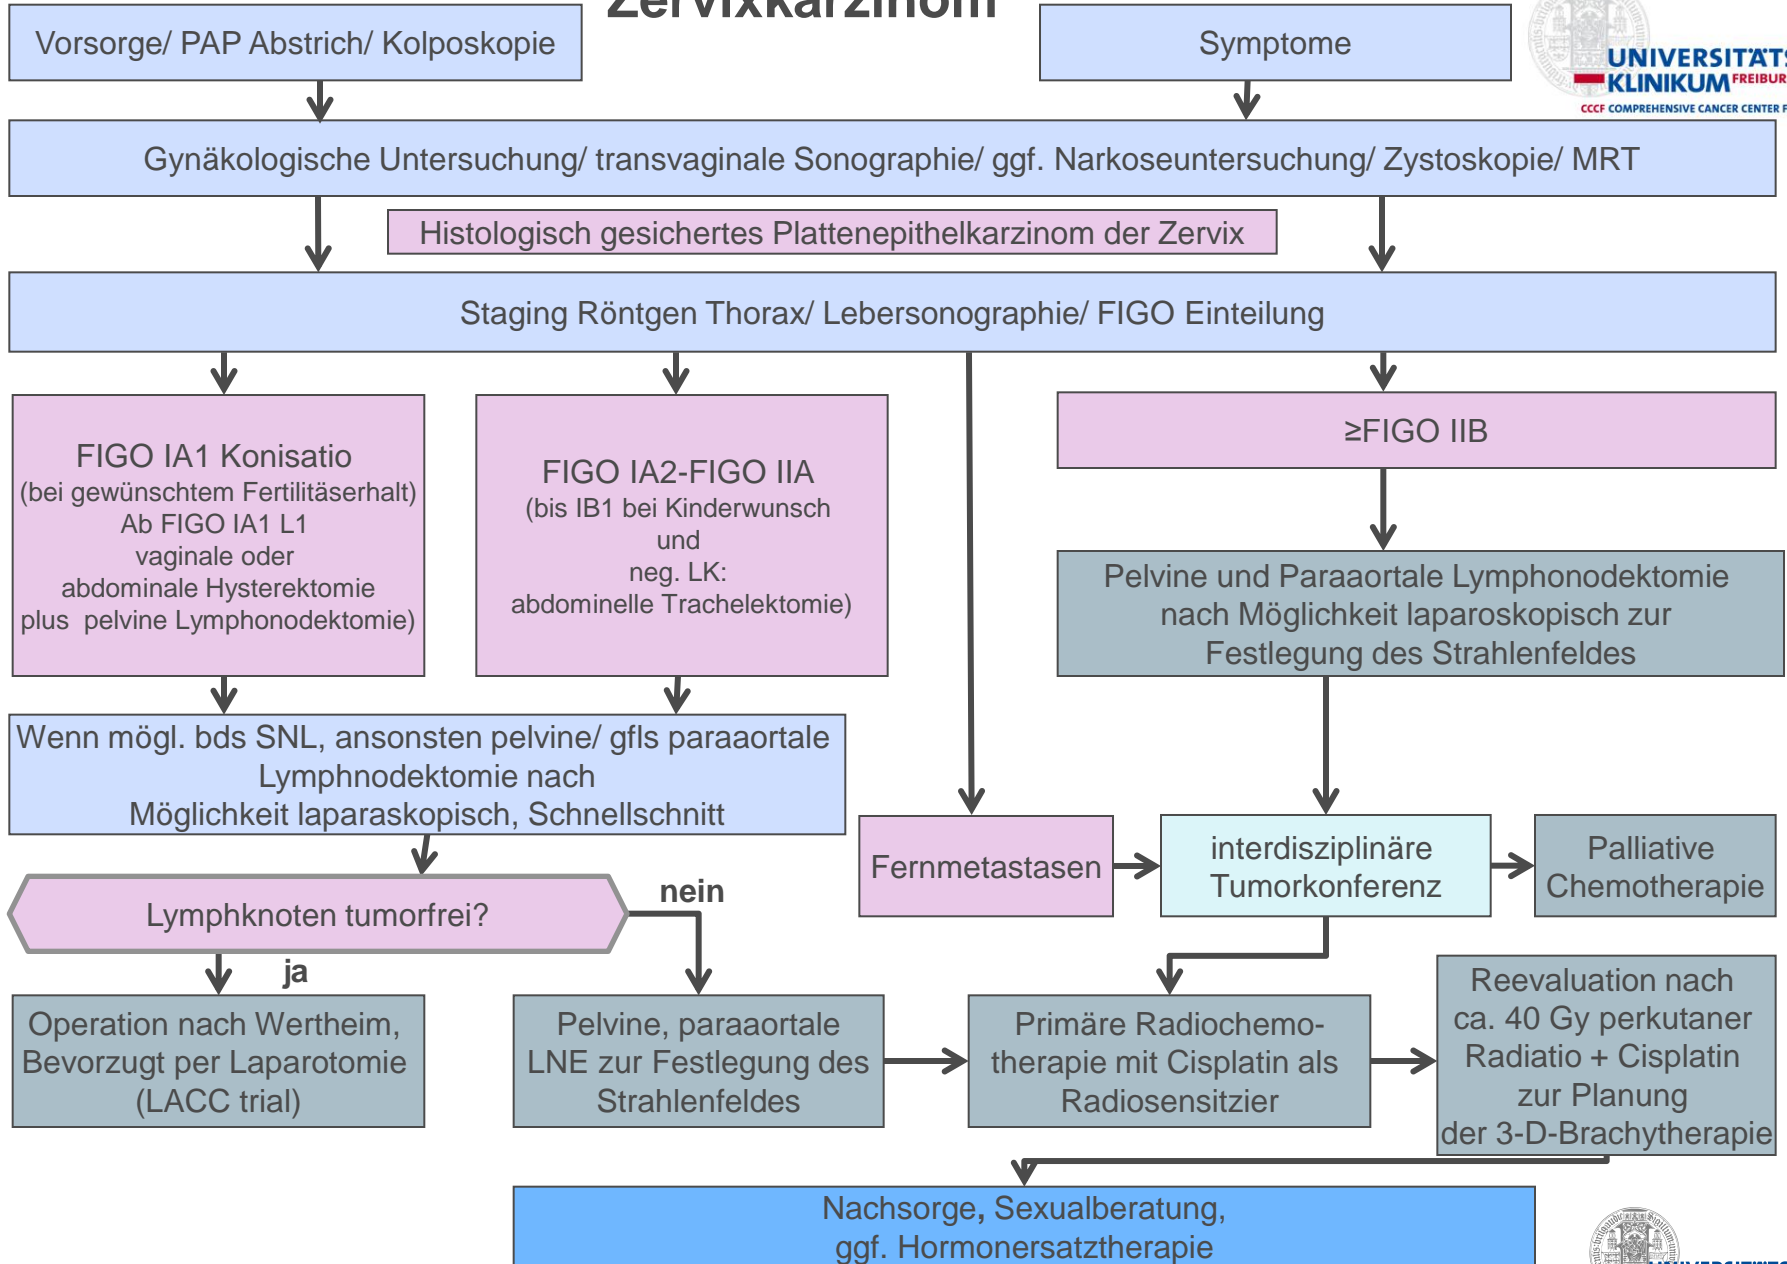 Zervixkarzinom
Vorsorge/ PAP Abstrich/ Kolposkopie
Symptome
UNIVERSITÄTS
KLINIKUM FREIBUR
CCCF COMPREHENSIVE CANCER CENTER F
Gynäkologische Untersuchung/ transvaginale Sonographie/ ggf. Narkoseuntersuchung/ Zystoskopie/ MRT
Histologisch gesichertes Plattenepithelkarzinom der Zervix
Staging Röntgen Thorax/ Lebersonographie/ FIGO Einteilung
FIGO IA1 Konisatio
(bei gewünschtem Fertilitäserhalt)
Ab FIGO IA1 L1
vaginale oder
abdominale Hysterektomie
plus pelvine Lymphonodektomie)
FIGO IA2-FIGO IIA
(bis IB1 bei Kinderwunsch
und
neg. LK:
abdominelle Trachelektomie)
≥FIGO IIB
Pelvine und Paraaortale Lymphonodektomie
nach Möglichkeit laparoskopisch zur
Festlegung des Strahlenfeldes
Wenn mögl. bds SNL, ansonsten pelvine/ gfls paraaortale
Lymphnodektomie nach
Möglichkeit laparaskopisch, Schnellschnitt
Fernmetastasen
interdisziplinäre
Tumorkonferenz
Palliative
Chemotherapie
Lymphknoten tumorfrei?
nein
ja
Operation nach Wertheim,
Bevorzugt per Laparotomie
(LACC trial)
Pelvine, paraaortale
LNE zur Festlegung des
Strahlenfeldes
Primäre Radiochemo-
therapie mit Cisplatin als
Radiosensitzier
Reevaluation nach
ca. 40 Gy perkutaner
Radiatio + Cisplatin
zur Planung
der 3-D-Brachytherapie
Nachsorge, Sexualberatung,
ggf. Hormonersatztherapie